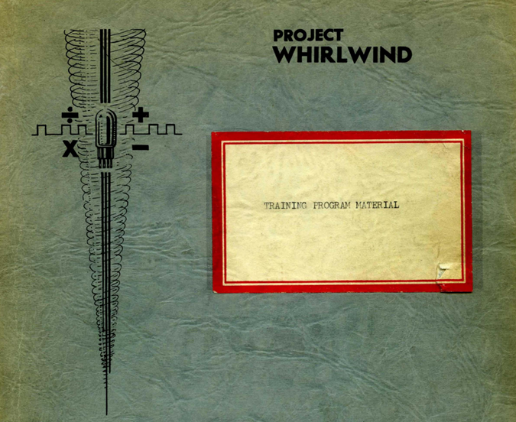 PROJECT
WHIRLWIND
÷ +
X −
TRAINING PROGRAM MATERIAL